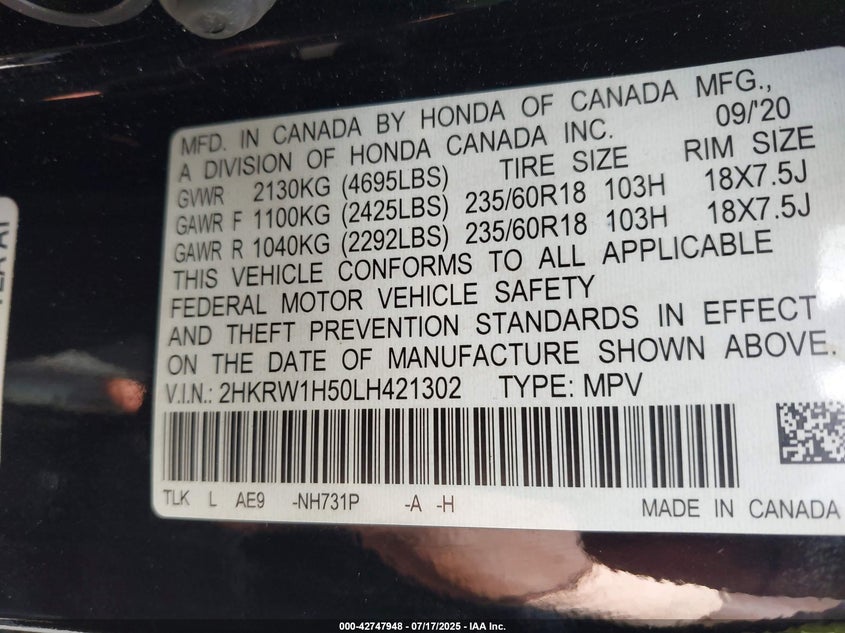 MFD. IN CANADA BY HONDA OF CANADA MFG.,
A DIVISION OF HONDA CANADA INC. 09/'20
GVWR 2130KG (4695LBS) TIRE SIZE RIM SIZE
GAWR F 1100KG (2425LBS) 235/60R18 103H 18X7.5J
GAWR R 1040KG (2292LBS) 235/60R18 103H 18X7.5J
THIS VEHICLE CONFORMS TO ALL APPLICABLE
FEDERAL MOTOR VEHICLE SAFETY
AND THEFT PREVENTION STANDARDS IN EFFECT
ON THE DATE OF MANUFACTURE SHOWN ABOVE.
V.I.N.: 2HKRW1H50LH421302 TYPE: MPV
TLK L AE9 -NH731P -A -H MADE IN CANADA
000-42747948 - 07/17/2025 - IAA Inc.